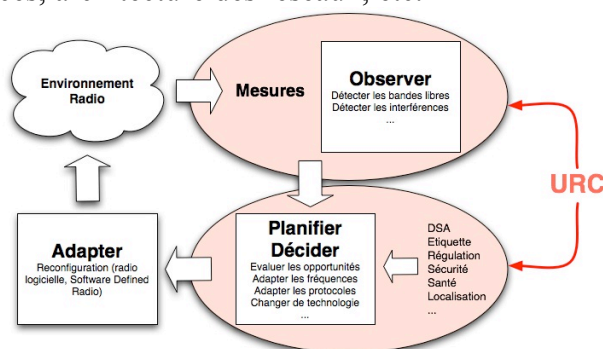 Environnement
Radio
Mesures
Observer
Détecter les bandes libres
Détecter les interférences
...
URC
Adapter
Reconfiguration (radio
logicielle, Software Defined
Radio)
Planifier
Décider
Evaluer les opportunités
Adapter les fréquences
Adapter les protocoles
Changer de technologie
...
DSA
Etiquette
Régulation
Sécurité
Santé
Localisation
...